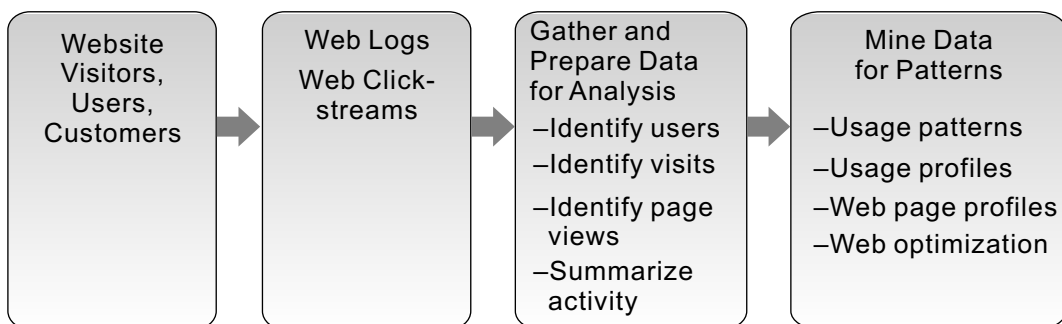 Website
Visitors,
Users,
Customers
Web Logs
Web Click-
streams
Gather and
Prepare Data
for Analysis
–Identify users
–Identify visits
–Identify page
views
–Summarize
activity
Mine Data
for Patterns
–Usage patterns
–Usage profiles
–Web page profiles
–Web optimization